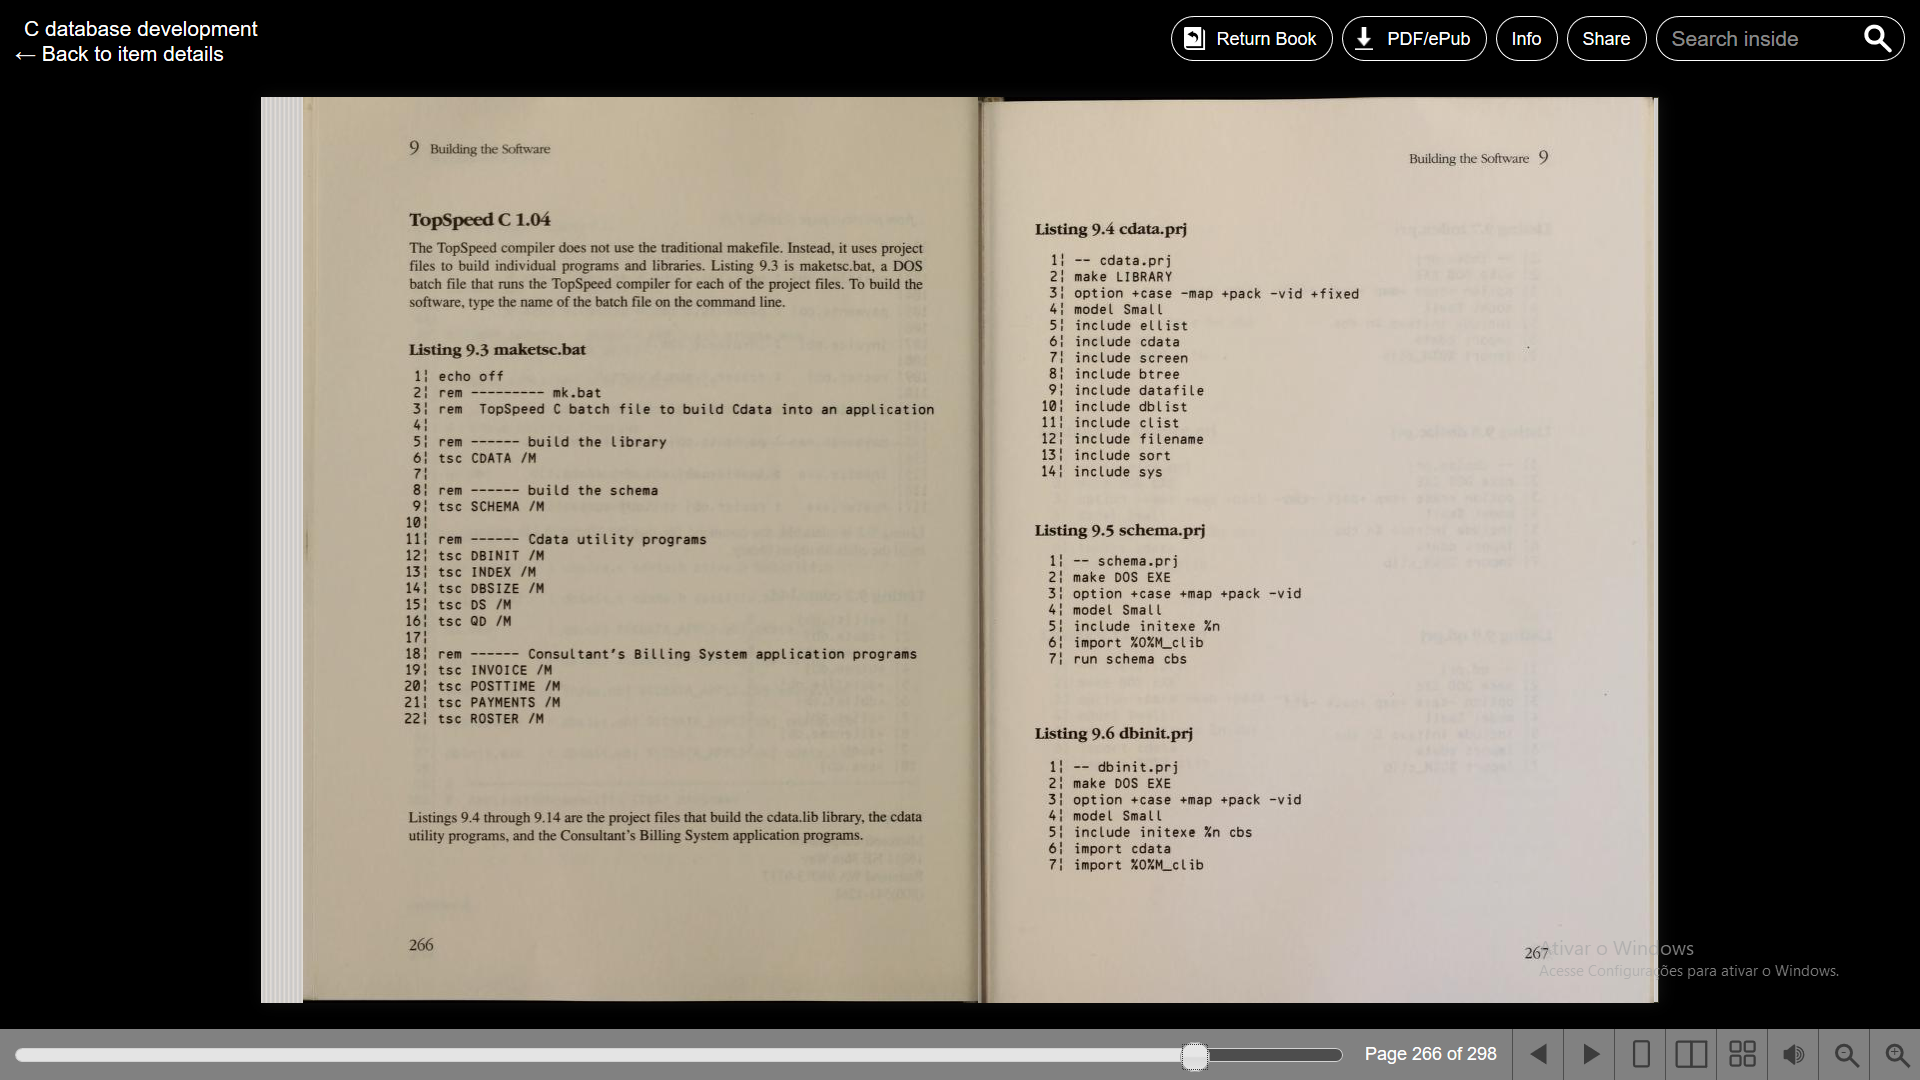 C database development
← Back to item details
Return Book
PDF/ePub
Info
Share
Search inside
9 Building the Software
TopSpeed C 1.04
The TopSpeed compiler does not use the traditional makefile. Instead, it uses project
files to build individual programs and libraries. Listing 9.3 is maketsc.bat, a DOS
batch file that runs the TopSpeed compiler for each of the project files. To build the
software, type the name of the batch file on the command line.
Listing 9.3 maketsc.bat
1¦ echo off
2¦ rem --------- mk.bat
3¦ rem  TopSpeed C batch file to build Cdata into an application
4¦
5¦ rem ------ build the library
6¦ tsc CDATA /M
7¦
8¦ rem ------ build the schema
9¦ tsc SCHEMA /M
10¦
11¦ rem ------ Cdata utility programs
12¦ tsc DBINIT /M
13¦ tsc INDEX /M
14¦ tsc DBSIZE /M
15¦ tsc DS /M
16¦ tsc QD /M
17¦
18¦ rem ------ Consultant's Billing System application programs
19¦ tsc INVOICE /M
20¦ tsc POSTTIME /M
21¦ tsc PAYMENTS /M
22¦ tsc ROSTER /M
Listings 9.4 through 9.14 are the project files that build the cdata.lib library, the cdata
utility programs, and the Consultant's Billing System application programs.
266
Building the Software 9
Listing 9.4 cdata.prj
1¦ -- cdata.prj
2¦ make LIBRARY
3¦ option +case -map +pack -vid +fixed
4¦ model Small
5¦ include ellist
6¦ include cdata
7¦ include screen
8¦ include btree
9¦ include datafile
10¦ include dblist
11¦ include clist
12¦ include filename
13¦ include sort
14¦ include sys
Listing 9.5 schema.prj
1¦ -- schema.prj
2¦ make DOS EXE
3¦ option +case +map +pack -vid
4¦ model Small
5¦ include initexe %n
6¦ import %O%M_clib
7¦ run schema cbs
Listing 9.6 dbinit.prj
1¦ -- dbinit.prj
2¦ make DOS EXE
3¦ option +case +map +pack -vid
4¦ model Small
5¦ include initexe %n cbs
6¦ import cdata
7¦ import %O%M_clib
267
Ativar o Windows
Acesse Configurações para ativar o Windows.
Page 266 of 298